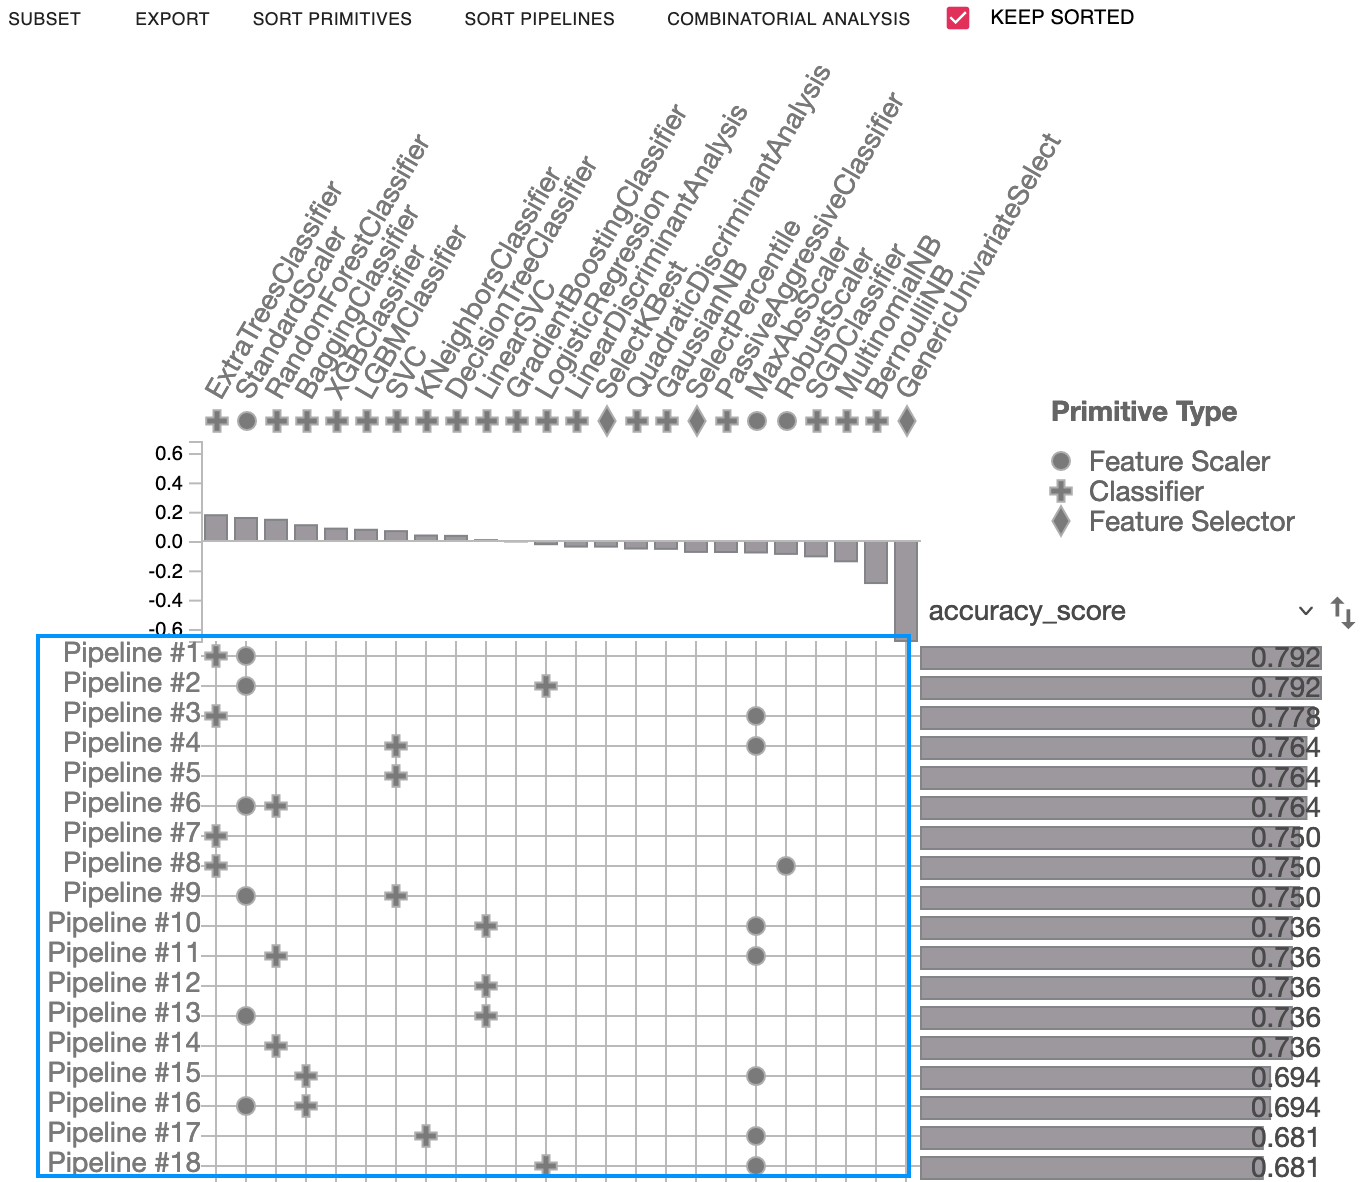 SUBSET EXPORT SORT PRIMITIVES SORT PIPELINES COMBINATORIAL ANALYSIS KEEP SORTED
ExtraTreesClassifier
StandardScaler
RandomForestClassifier
BaggingClassifier
XGBClassifier
LGBMClassifier
SVC
KNeighborsClassifier
DecisionTreeClassifier
LinearSVC
GradientBoostingClassifier
LogisticRegression
LinearDiscriminantAnalysis
SelectKBest
QuadraticDiscriminantAnalysis
GaussianNB
SelectPercentile
PassiveAggressiveClassifier
MaxAbsScaler
RobustScaler
SGDClassifier
MultinomialNB
BernoulliNB
GenericUnivariateSelect
Primitive Type
Feature Scaler
Classifier
Feature Selector
0.6
0.4
0.2
0.0
-0.2
-0.4
-0.6
accuracy_score
Pipeline #1 0.792
Pipeline #2 0.792
Pipeline #3 0.778
Pipeline #4 0.764
Pipeline #5 0.764
Pipeline #6 0.764
Pipeline #7 0.750
Pipeline #8 0.750
Pipeline #9 0.750
Pipeline #10 0.736
Pipeline #11 0.736
Pipeline #12 0.736
Pipeline #13 0.736
Pipeline #14 0.736
Pipeline #15 0.694
Pipeline #16 0.694
Pipeline #17 0.681
Pipeline #18 0.681